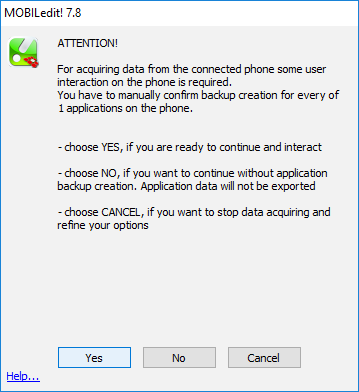 MOBILedit! 7.8
ATTENTION!
For acquiring data from the connected phone some user
interaction on the phone is required.
You have to manually confirm backup creation for every of
1 applications on the phone.
- choose YES, if you are ready to continue and interact
- choose NO, if you want to continue without application
backup creation. Application data will not be exported
- choose CANCEL, if you want to stop data acquiring and
refine your options
Yes No Cancel
Help...